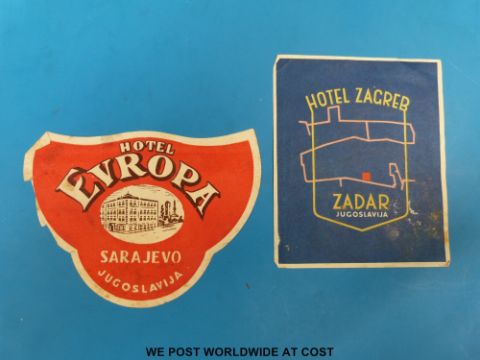 HOTEL
EVROPA
SARAJEVO
JUGOSLAVIJA
HOTEL ZAGREB
ZADAR
JUGOSLAVIJA
WE POST WORLDWIDE AT COST